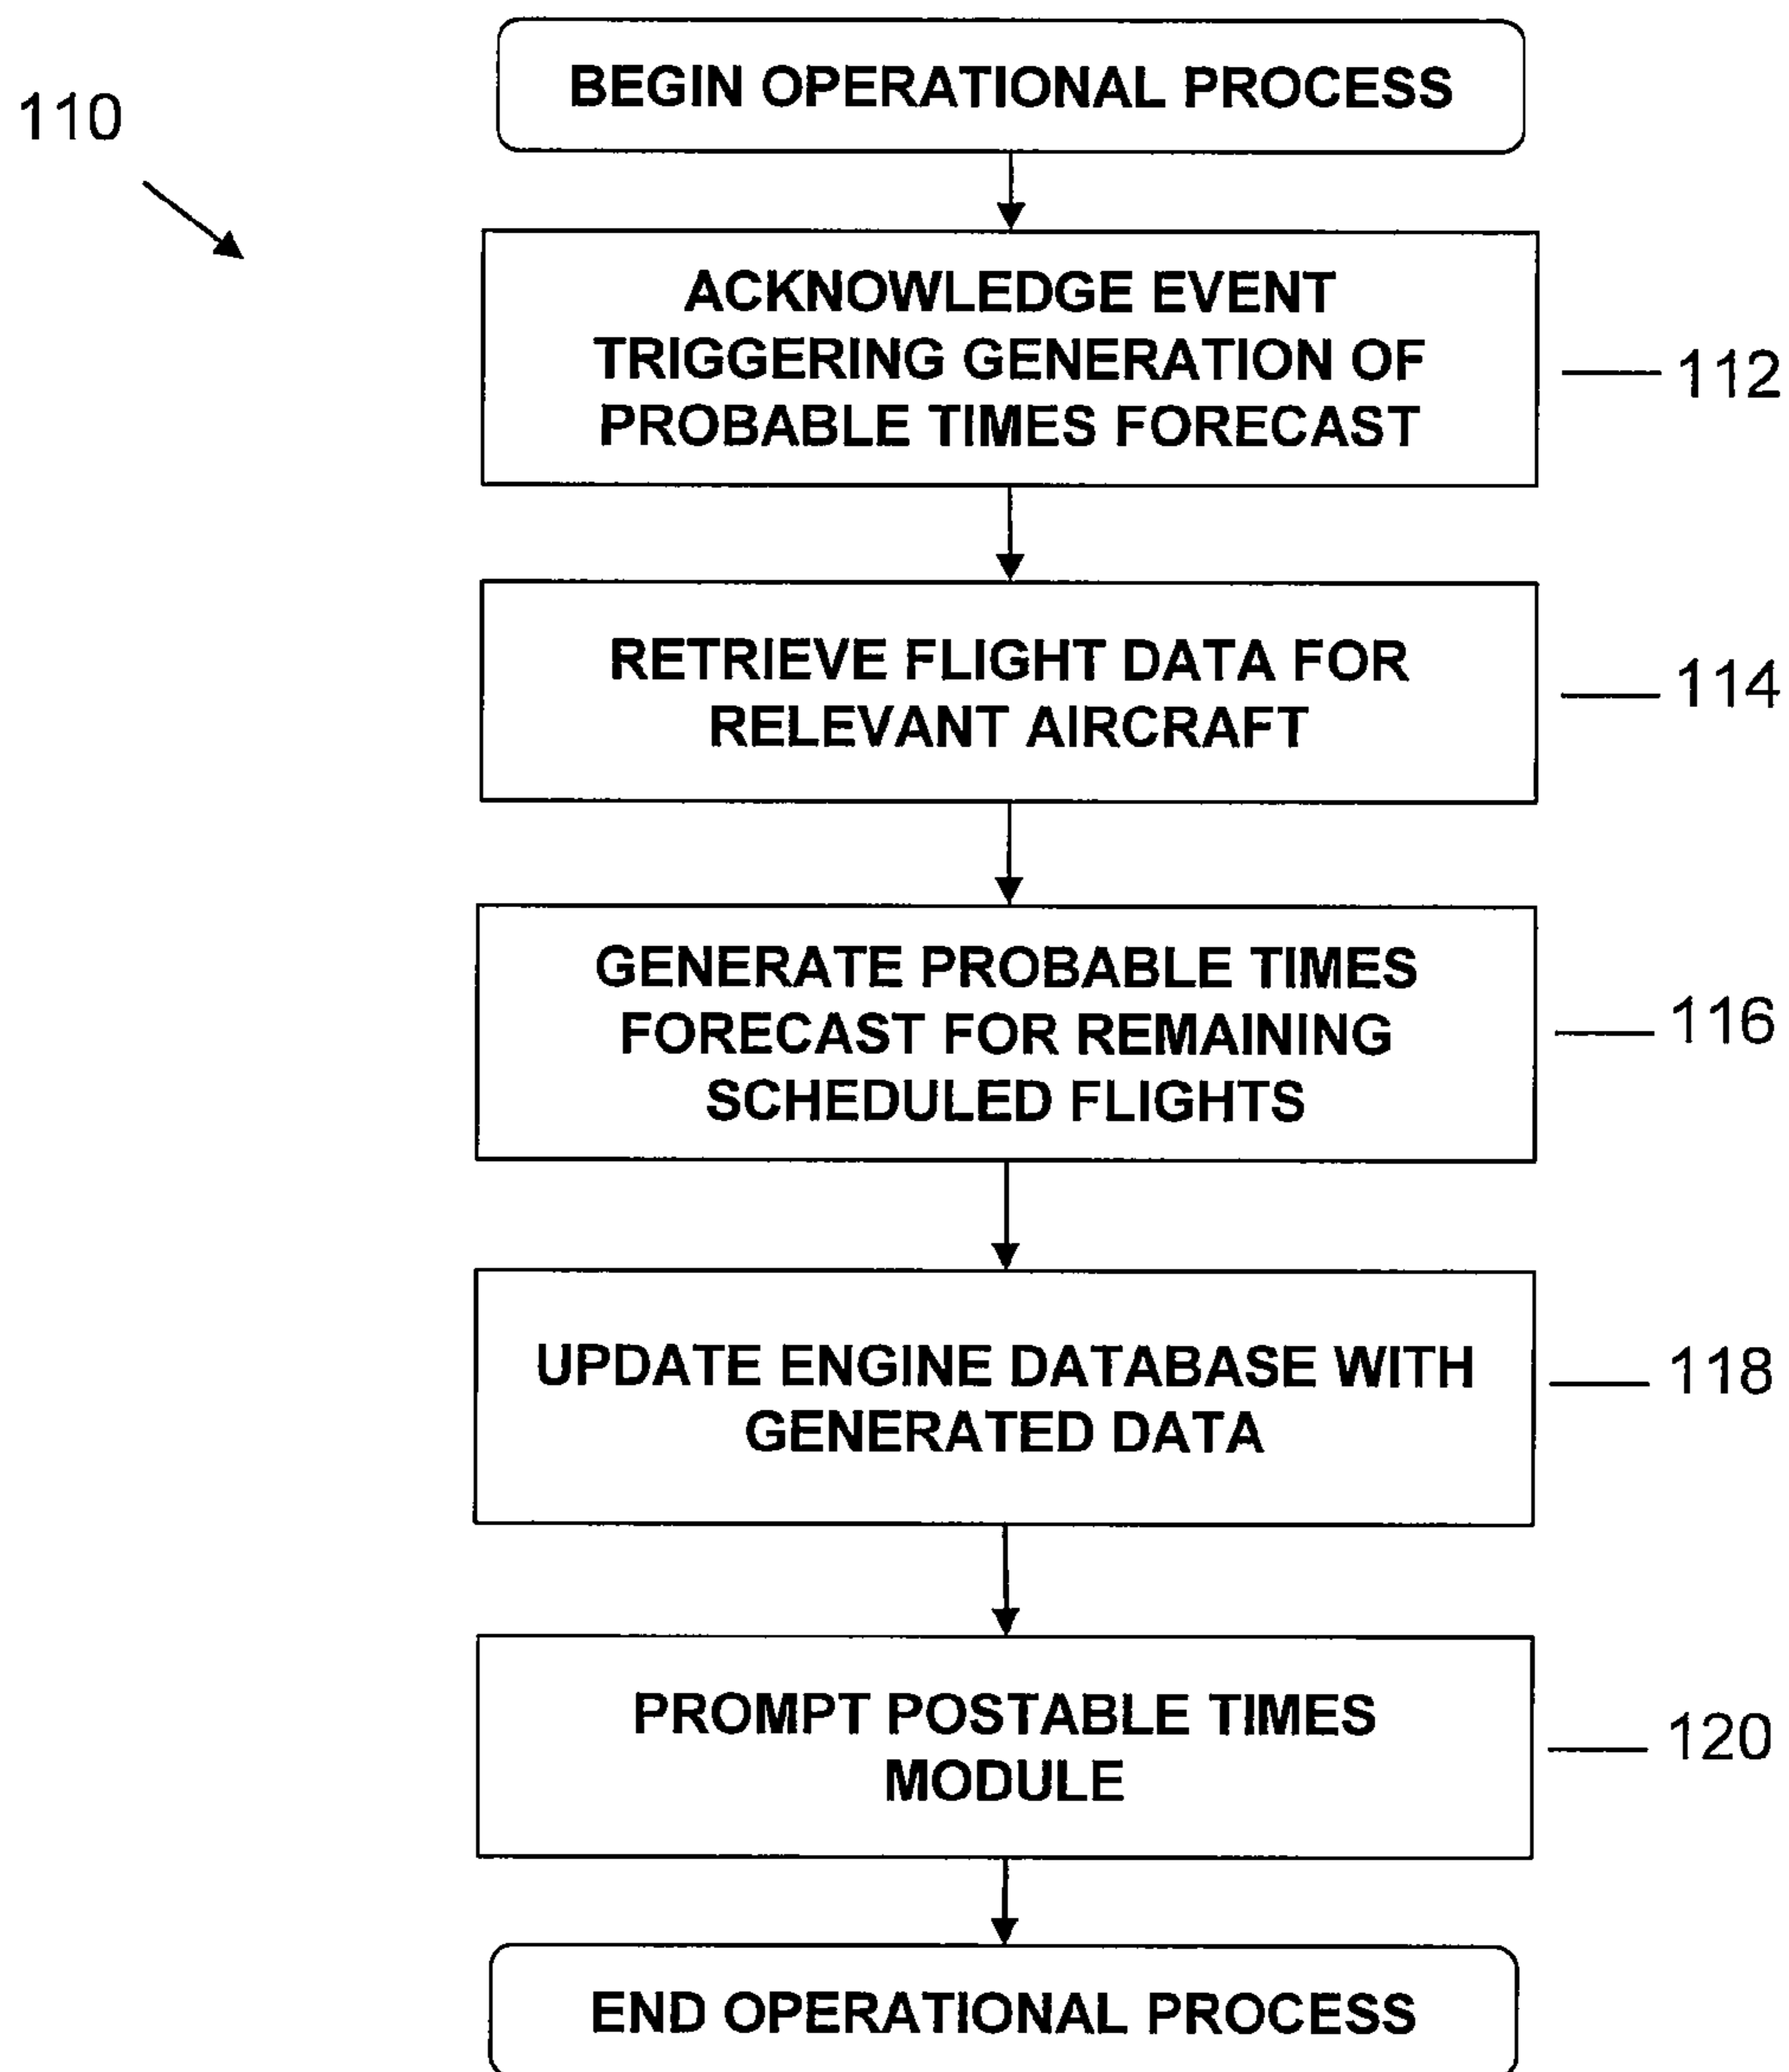 110
BEGIN OPERATIONAL PROCESS
ACKNOWLEDGE EVENT
TRIGGERING GENERATION OF
PROBABLE TIMES FORECAST
112
RETRIEVE FLIGHT DATA FOR
RELEVANT AIRCRAFT
114
GENERATE PROBABLE TIMES
FORECAST FOR REMAINING
SCHEDULED FLIGHTS
116
UPDATE ENGINE DATABASE WITH
GENERATED DATA
118
PROMPT POSTABLE TIMES
MODULE
120
END OPERATIONAL PROCESS